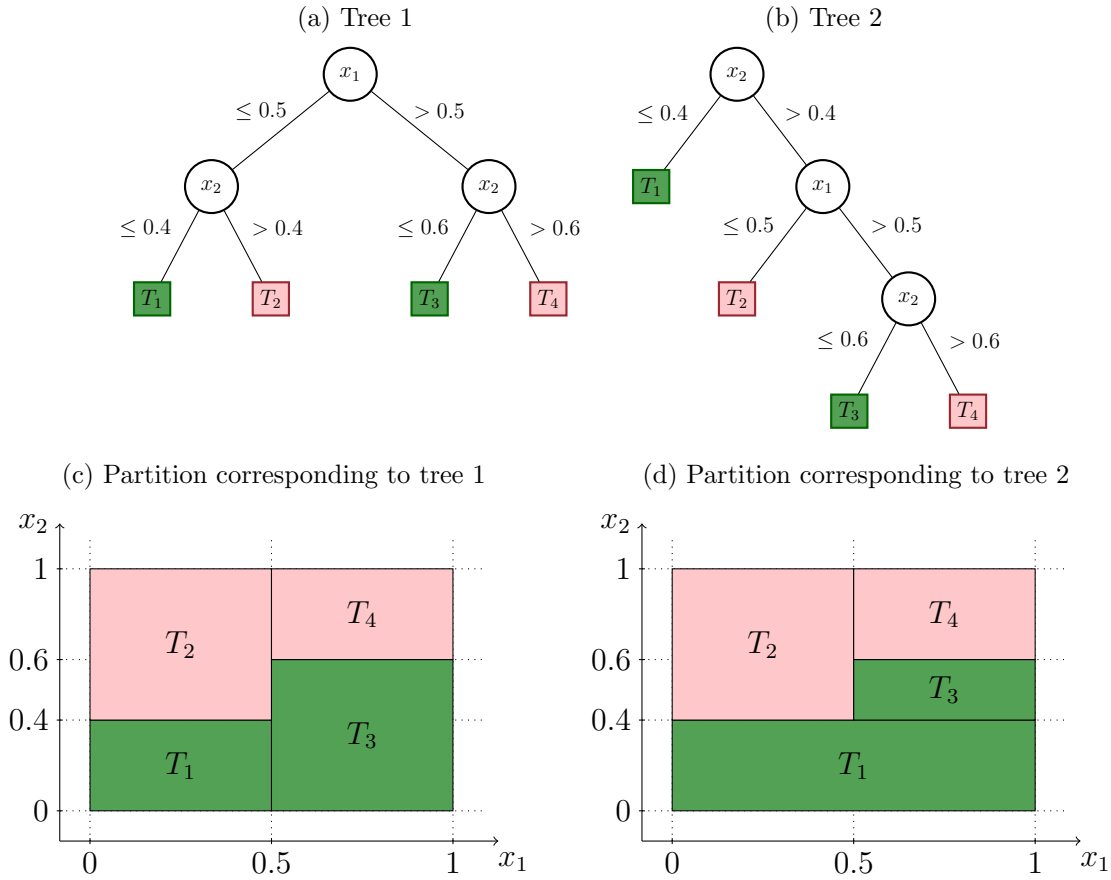 (a) Tree 1
x₁
≤ 0.5
> 0.5
x₂
x₂
≤ 0.4
> 0.4
≤ 0.6
> 0.6
T₁
T₂
T₃
T₄
(b) Tree 2
x₂
≤ 0.4
> 0.4
T₁
x₁
≤ 0.5
> 0.5
T₂
x₂
≤ 0.6
> 0.6
T₃
T₄
(c) Partition corresponding to tree 1
x₂
1
0.6
0.4
0
T₂
T₄
T₁
T₃
0
0.5
1
x₁
(d) Partition corresponding to tree 2
x₂
1
0.6
0.4
0
T₂
T₄
T₃
T₁
0
0.5
1
x₁